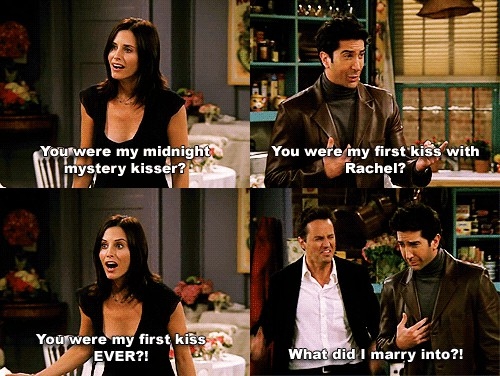 You were my midnight
mystery kisser?
You were my first kiss with
Rachel?
You were my first kiss
EVER?!
What did I marry into?!